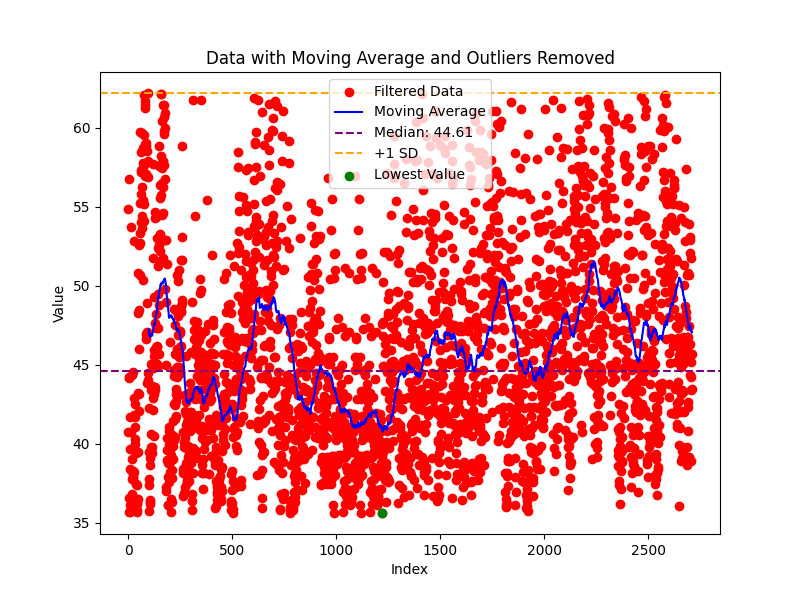 Data with Moving Average and Outliers Removed
Filtered Data
Moving Average
Median: 44.61
+1 SD
Lowest Value
60
55
50
45
40
35
Value
0
500
1000
1500
2000
2500
Index